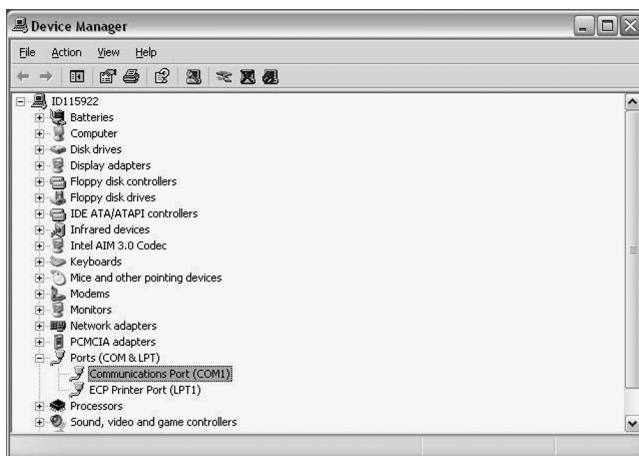 Device Manager
File Action View Help
ID115922
Batteries
Computer
Disk drives
Display adapters
Floppy disk controllers
Floppy disk drives
IDE ATA/ATAPI controllers
Infrared devices
Intel AIM 3.0 Codec
Keyboards
Mice and other pointing devices
Modems
Monitors
Network adapters
PCMCIA adapters
Ports (COM & LPT)
Communications Port (COM1)
ECP Printer Port (LPT1)
Processors
Sound, video and game controllers